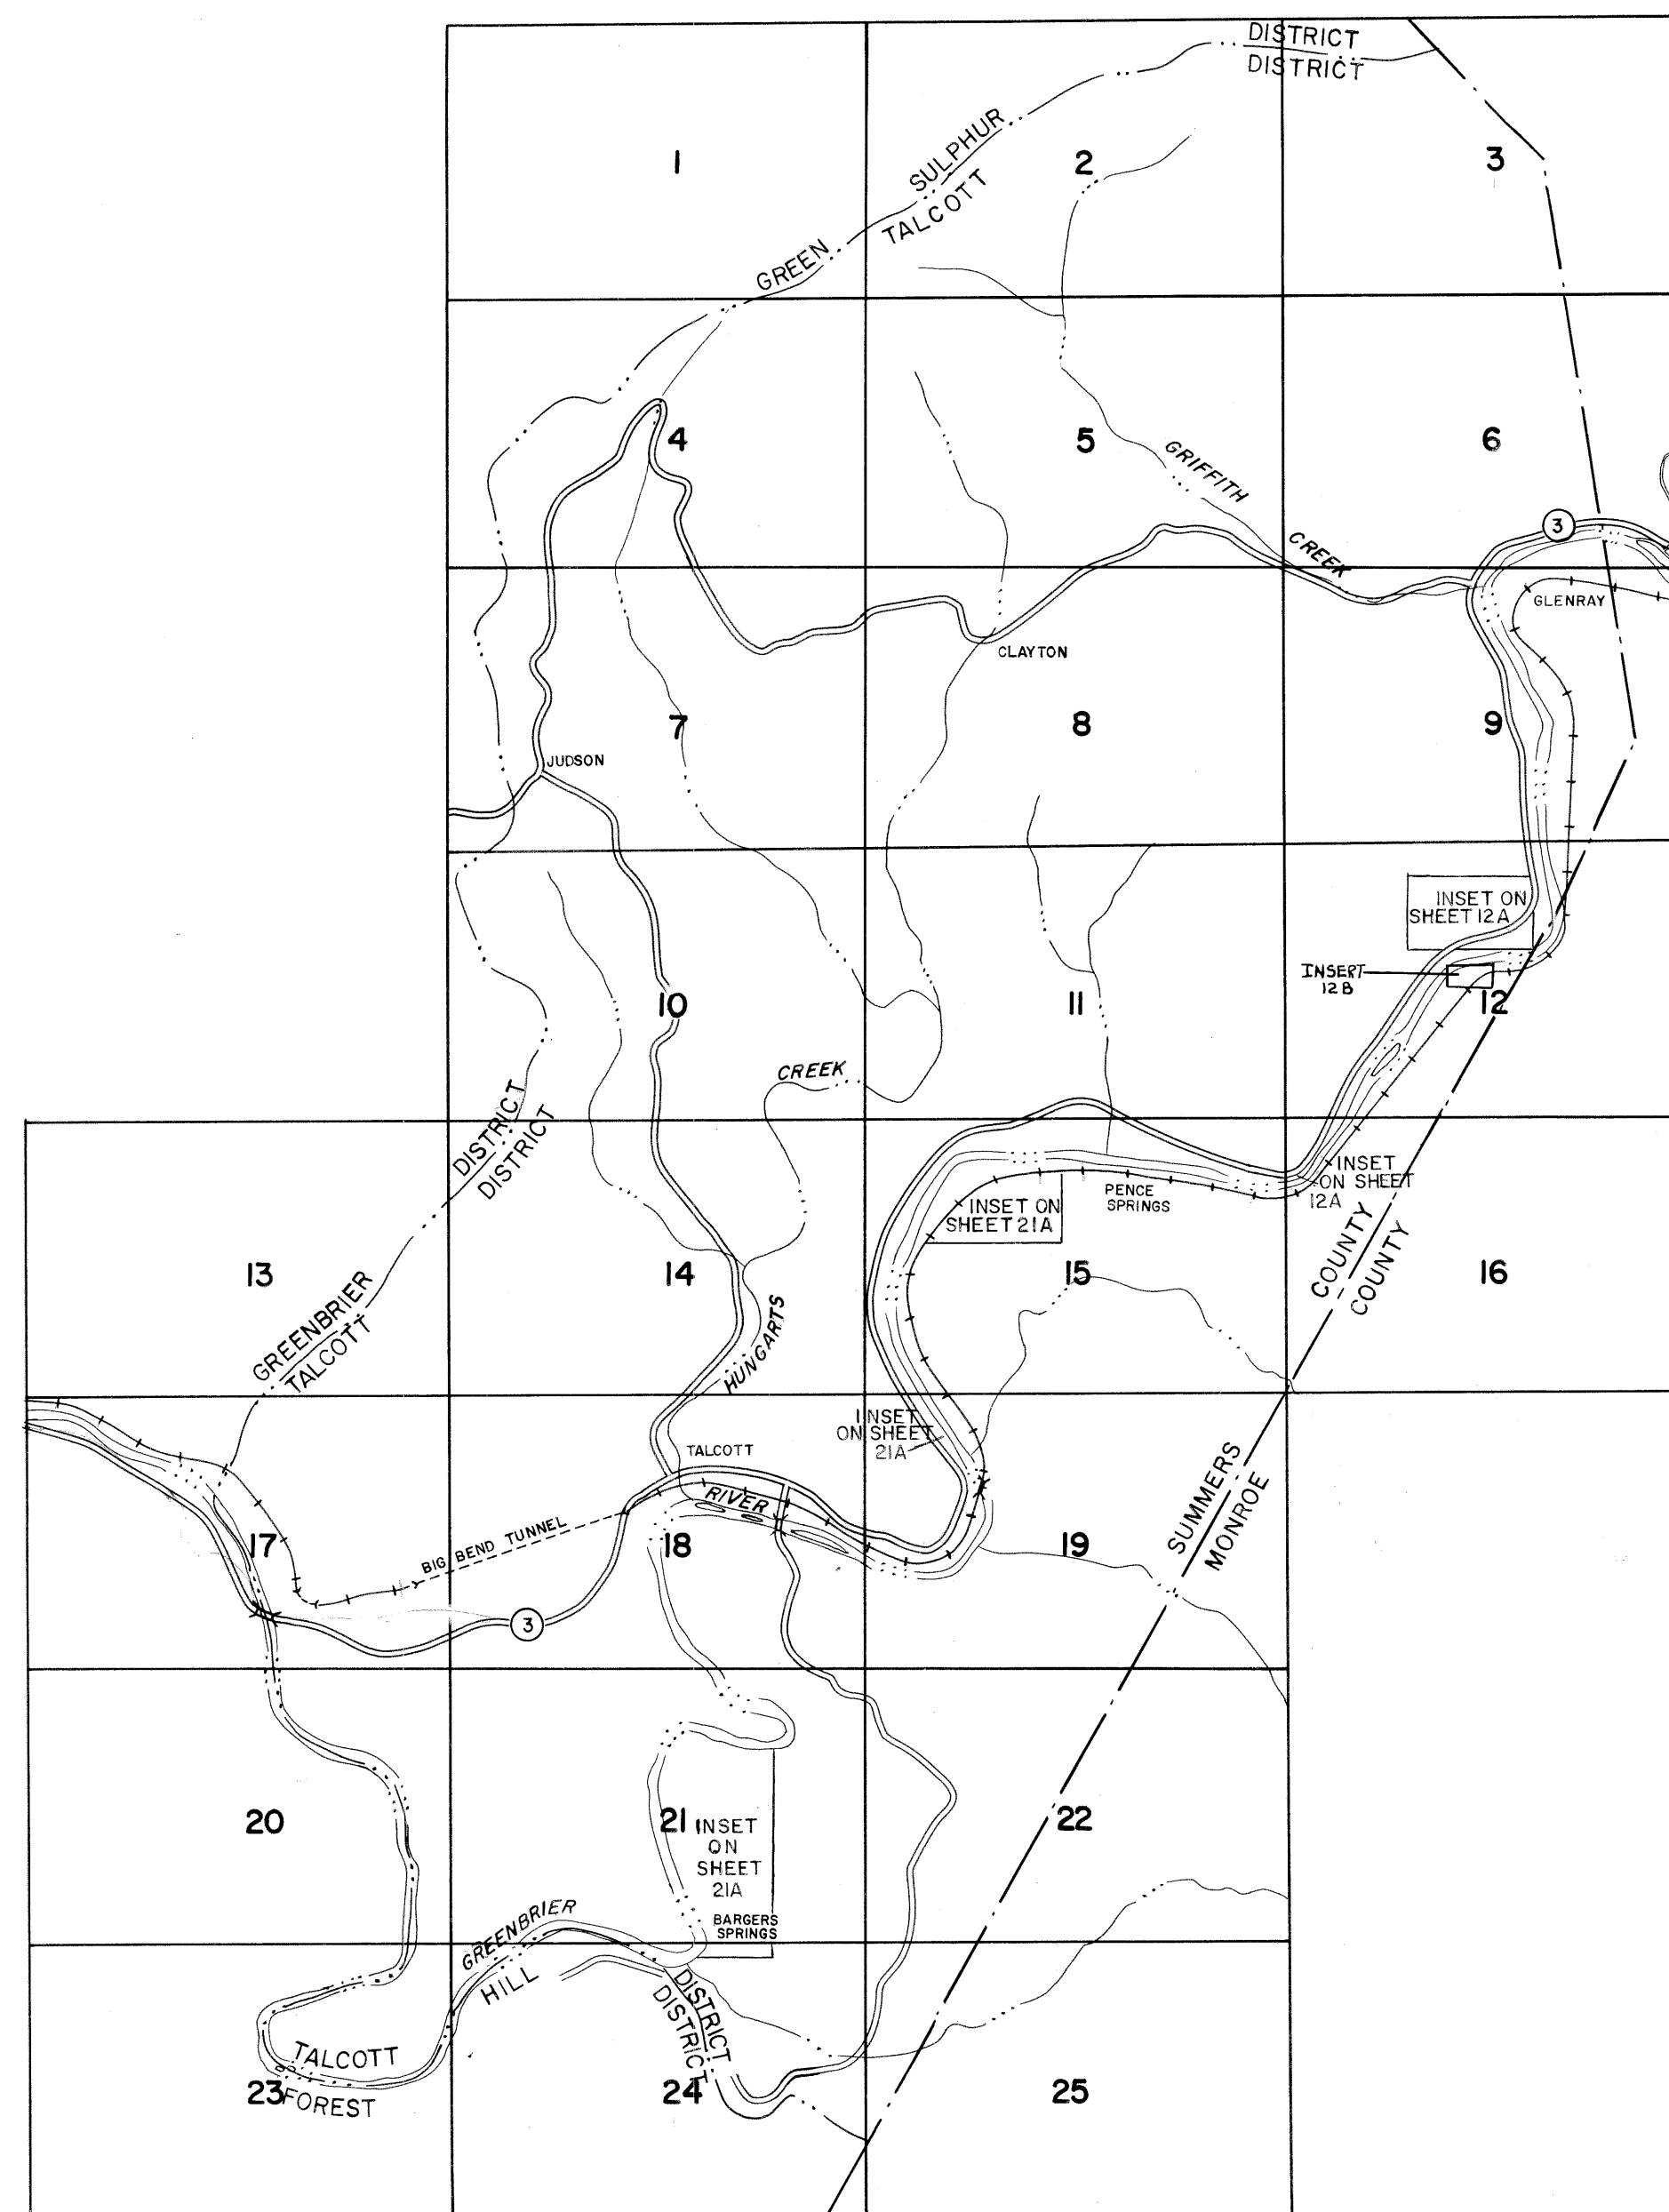 DISTRICT
DISTRICT
GREEN SULPHUR
TALCOTT
1
2
3
4
5
6
GRIFFITH CREEK
3
GLENRAY
CLAYTON
7
8
9
JUDSON
INSET ON
SHEET 12A
INSERT
12B
10
11
12
CREEK
DISTRICT
DISTRICT
INSET
ON SHEET
12A
PENCE
SPRINGS
INSET ON
SHEET 21A
COUNTY
COUNTY
13
14
15
16
GREENBRIER
TALCOTT
HUNGARTS
INSET
ON SHEET
21A
TALCOTT
RIVER
SUMMERS
MONROE
17
18
19
BIG BEND TUNNEL
3
20
21
22
INSET
ON
SHEET
21A
BARGERS
SPRINGS
GREENBRIER
HILL
DISTRICT
DISTRICT
TALCOTT
FOREST
23
24
25